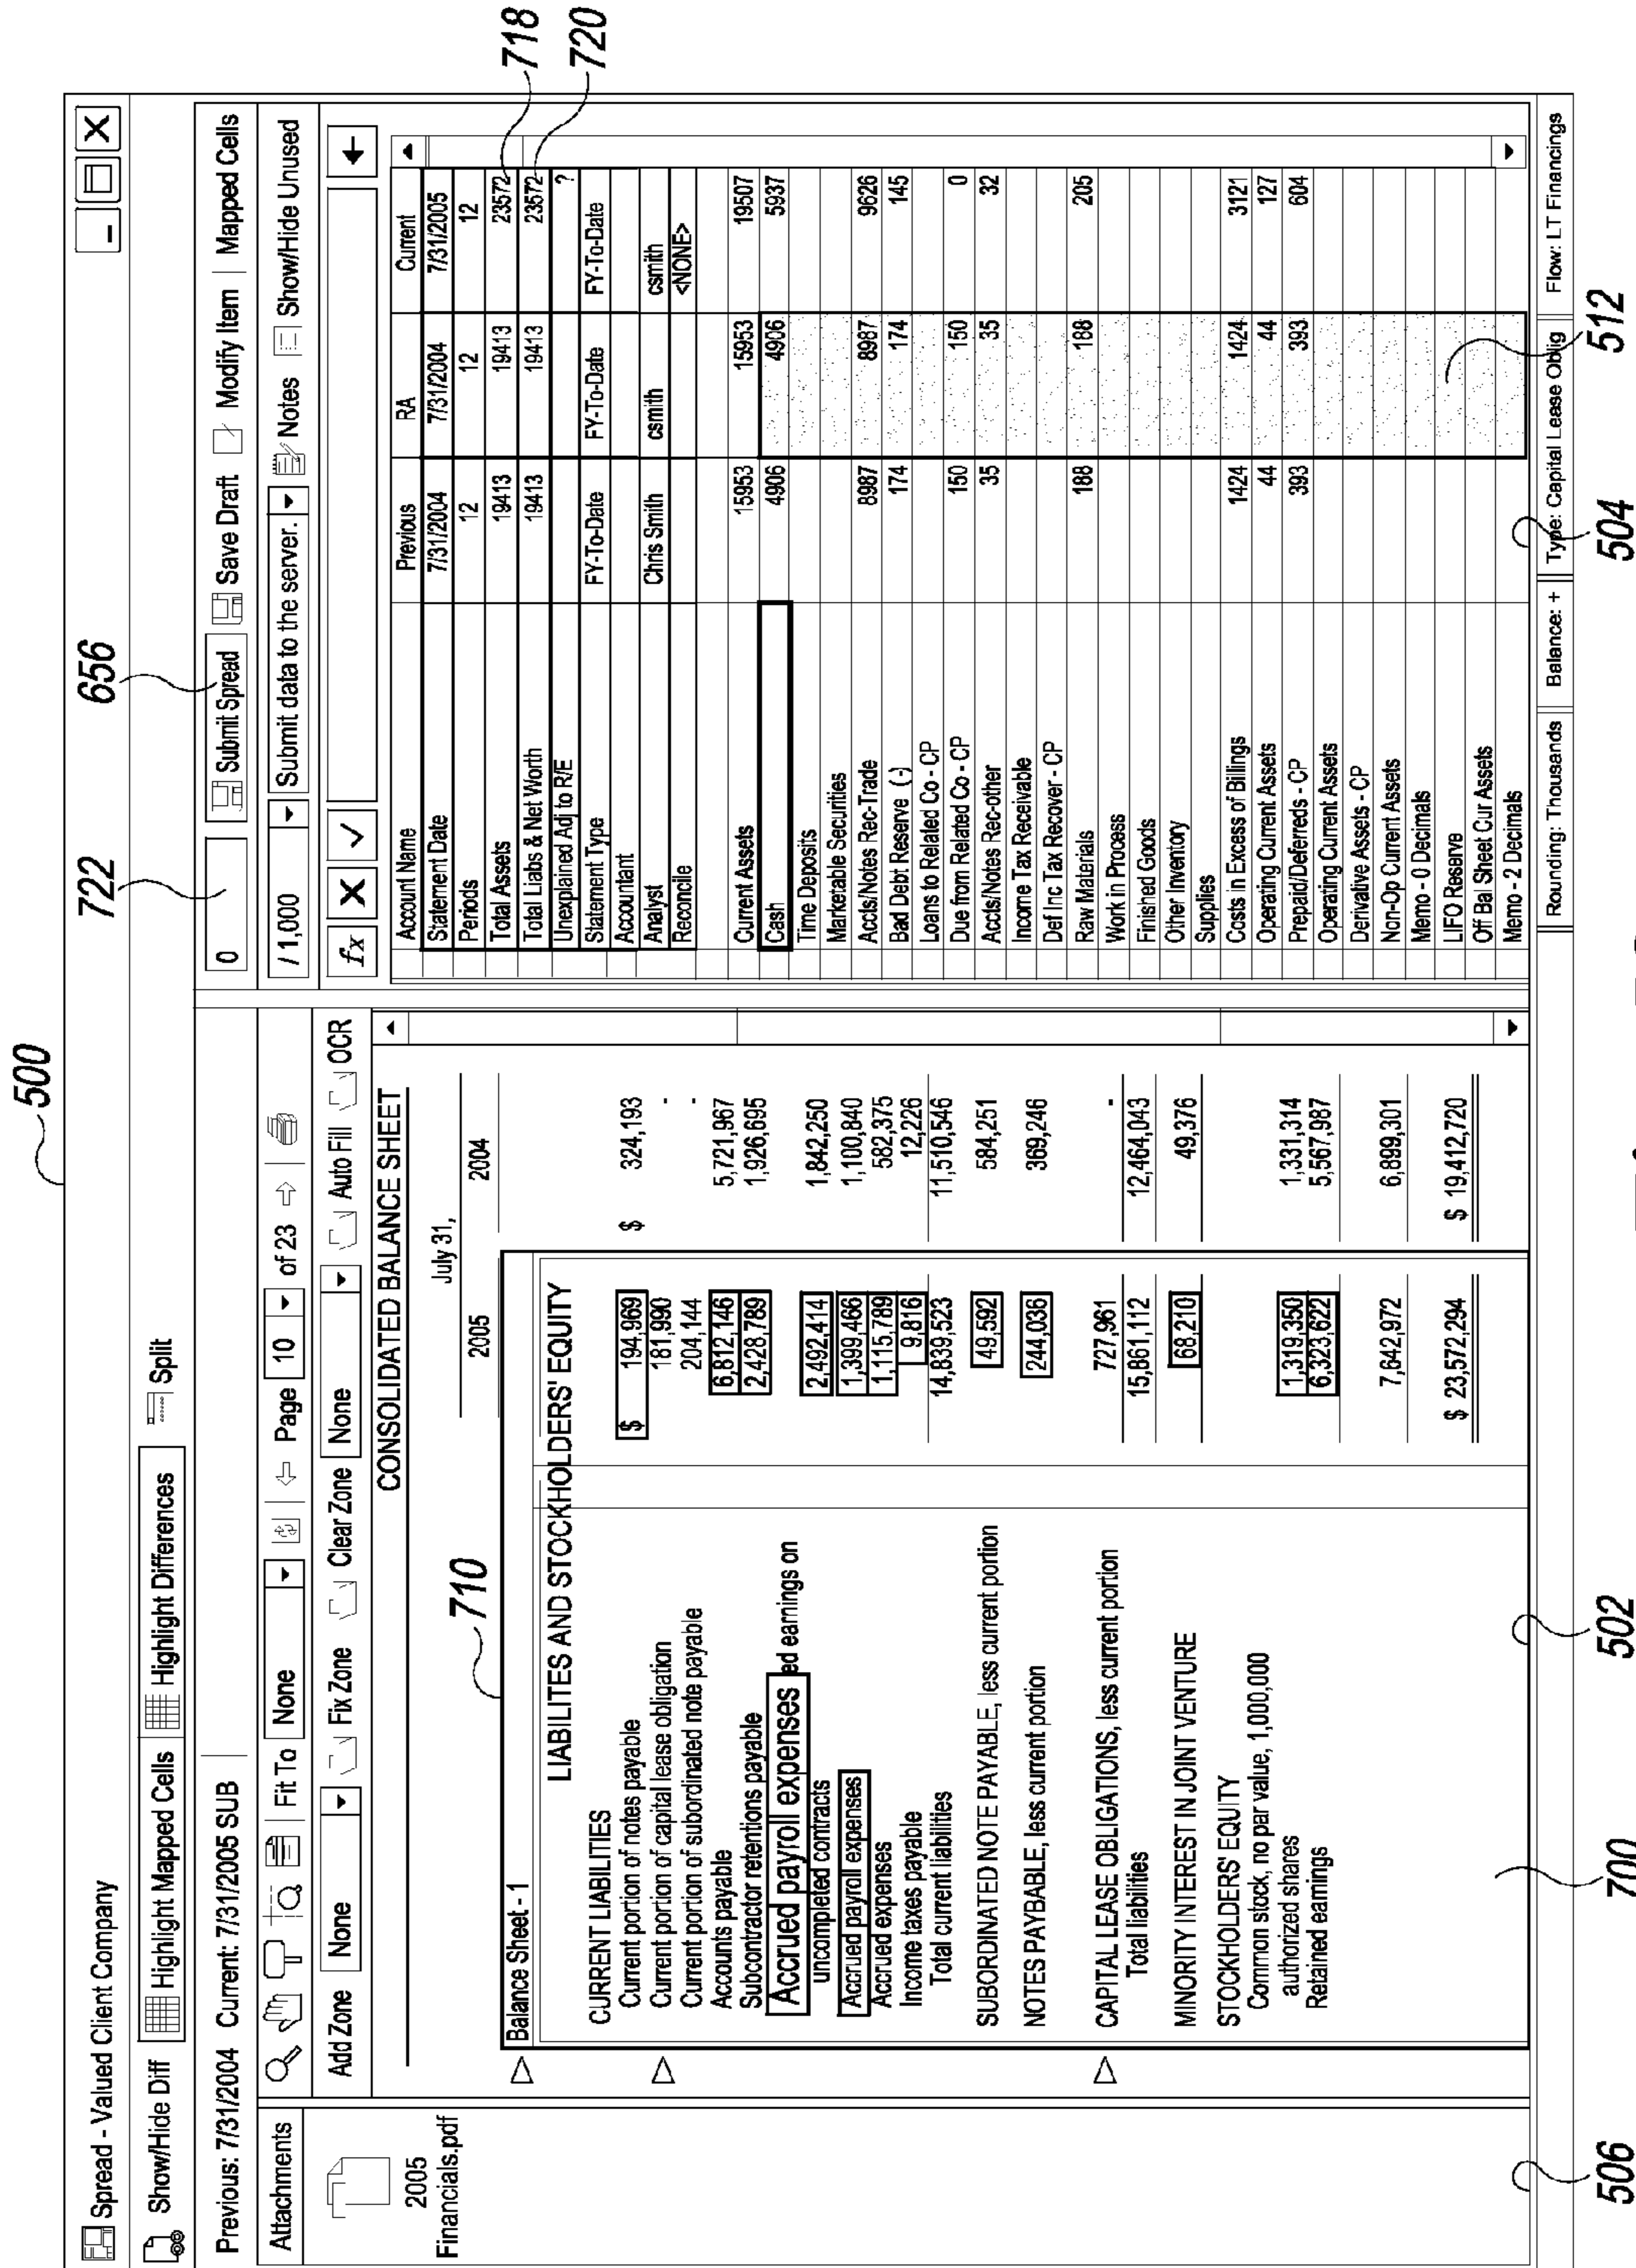 500
722
656
Spread - Valued Client Company
Show/Hide Diff Highlight Mapped Cells Highlight Differences Split
Previous: 7/31/2004 Current: 7/31/2005 SUB
0 Submit Spread Save Draft Modify Item Mapped Cells
Attachments
Fit To None Page 10 of 23
/ 1,000 Submit data to the server. Notes Show/Hide Unused
Add Zone None Fix Zone Clear Zone None Auto Fill OCR
fx X
2005
Financials.pdf
CONSOLIDATED BALANCE SHEET
July 31,
710
2005 2004
Balance Sheet - 1
LIABILITES AND STOCKHOLDERS' EQUITY
CURRENT LIABILITIES
Current portion of notes payable $ 194,969 $ 324,193
Current portion of capital lease obligation 181,990 -
Current portion of subordinated note payable 204,144 -
Accounts payable 6,812,146 5,721,967
Subcontractor retentions payable 2,428,789 1,926,695
Accrued payroll expenses ed earnings on
uncompleted contracts 2,492,414 1,842,250
Accrued payroll expenses 1,399,466 1,100,840
Accrued expenses 1,115,789 582,375
Income taxes payable 9,816 12,226
Total current liabilities 14,839,523 11,510,546
SUBORDINATED NOTE PAYABLE, less current portion 49,592 584,251
NOTES PAYBABLE, less current portion 244,036 369,246
CAPITAL LEASE OBLIGATIONS, less current portion 727,961 -
Total liabilities 15,861,112 12,464,043
MINORITY INTEREST IN JOINT VENTURE 68,210 49,376
STOCKHOLDERS' EQUITY
Common stock, no par value, 1,000,000
authorized shares 1,319,350 1,331,314
Retained earnings 6,323,622 5,567,987
7,642,972 6,899,301
$ 23,572,294 $ 19,412,720
Account Name Previous RA Current
Statement Date 7/31/2004 7/31/2004 7/31/2005
Periods 12 12 12
Total Assets 19413 19413 23572
718
Total Liabs & Net Worth 19413 19413 23572
720
Unexplained Adj to R/E ?
Statement Type FY-To-Date FY-To-Date FY-To-Date
Accountant
Analyst Chris Smith csmith csmith
Reconcile <NONE>
Current Assets 15953 15953 19507
Cash 4906 4906 5937
Time Deposits
Marketable Securities
Accts/Notes Rec-Trade 8987 8987 9626
Bad Debt Reserve (-) 174 174 145
Loans to Related Co - CP
Due from Related Co - CP 150 150 0
Accts/Notes Rec-other 35 35 32
Income Tax Receivable
Def Inc Tax Recover - CP
Raw Materials 188 188 205
Work in Process
Finished Goods
Other Inventory
Supplies
Costs in Excess of Billings 1424 1424 3121
Operating Current Assets 44 44 127
Prepaid/Deferreds - CP 393 393 604
Operating Current Assets
Derivative Assets - CP
Non-Op Current Assets
Memo - 0 Decimals
LIFO Reserve
Off Bal Sheet Cur Assets
Memo - 2 Decimals
Rounding: Thousands Balance: + Type: Capital Lease Oblig Flow: LT Financings
506
700
502
504
512